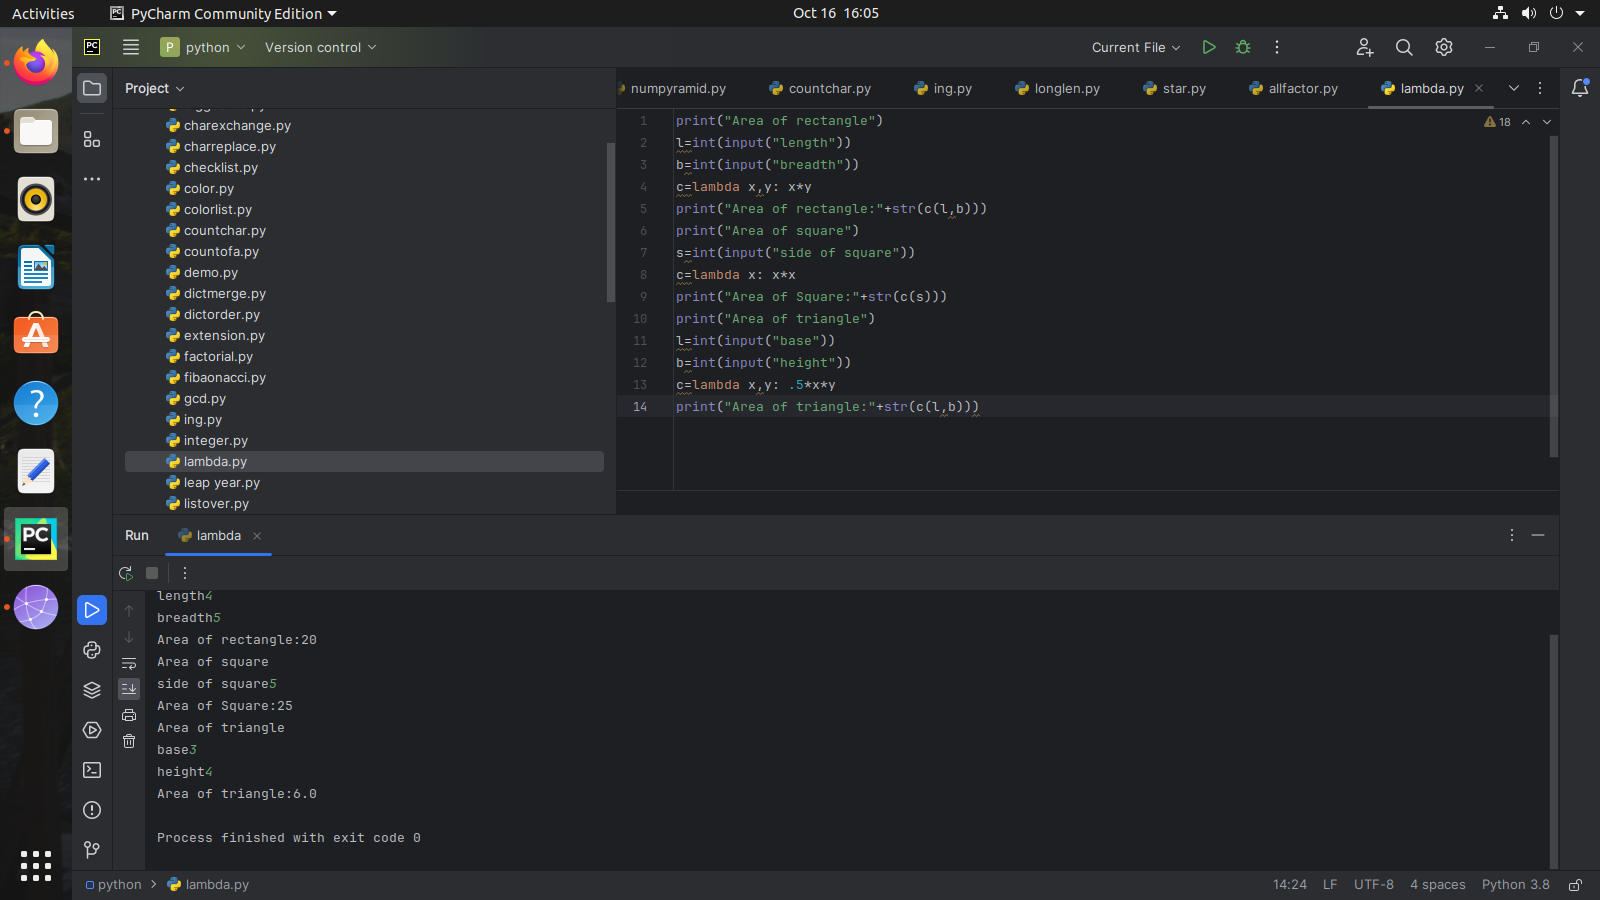 Activities PyCharm Community Edition Oct 16 16:05
PC P python Version control Current File
Project
numpyramid.py countchar.py ing.py longlen.py star.py allfactor.py lambda.py
charexchange.py
charreplace.py
checklist.py
color.py
colorlist.py
countchar.py
countofa.py
demo.py
dictmerge.py
dictorder.py
extension.py
factorial.py
fibaonacci.py
gcd.py
ing.py
integer.py
lambda.py
leap year.py
listover.py
18
1 print("Area of rectangle")
2 l=int(input("length"))
3 b=int(input("breadth"))
4 c=lambda x,y: x*y
5 print("Area of rectangle:"+str(c(l,b)))
6 print("Area of square")
7 s=int(input("side of square"))
8 c=lambda x: x*x
9 print("Area of Square:"+str(c(s)))
10 print("Area of triangle")
11 l=int(input("base"))
12 b=int(input("height"))
13 c=lambda x,y: .5*x*y
14 print("Area of triangle:"+str(c(l,b)))
Run lambda
length4
breadth5
Area of rectangle:20
Area of square
side of square5
Area of Square:25
Area of triangle
base3
height4
Area of triangle:6.0
Process finished with exit code 0
PC
python lambda.py 14:24 LF UTF-8 4 spaces Python 3.8